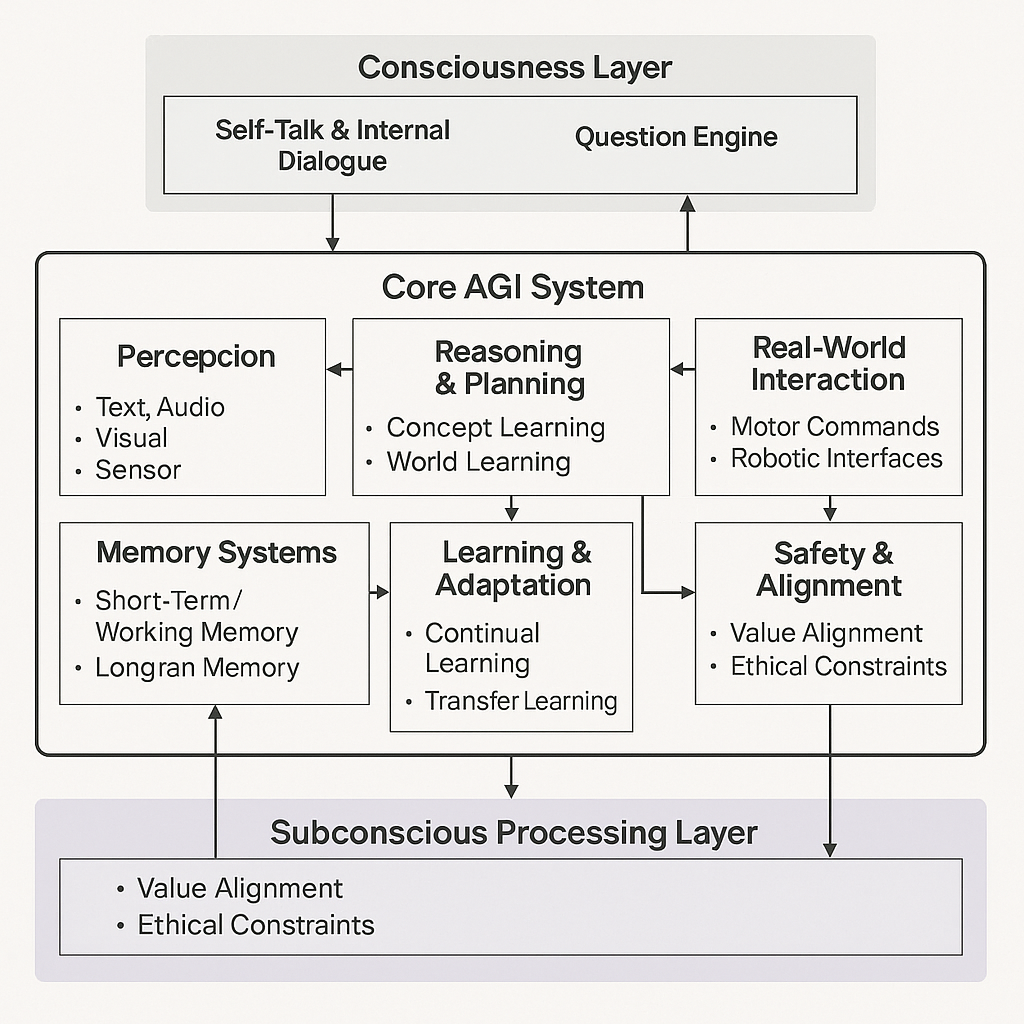 Consciousness Layer
Self-Talk & Internal
Dialogue
Question Engine
Core AGI System
Percepcion
• Text, Audio
• Visual
• Sensor
Reasoning
& Planning
• Concept Learning
• World Learning
Real-World
Interaction
• Motor Commands
• Robotic Interfaces
Memory Systems
• Short-Term/
Working Memory
• Longran Memory
Learning &
Adaptation
• Continual
Learning
• Transfer Learning
Safety &
Alignment
• Value Alignment
• Ethical Constraints
Subconscious Processing Layer
• Value Alignment
• Ethical Constraints